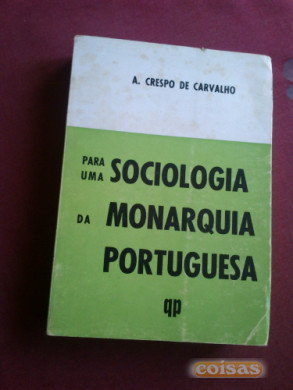 A. CRESPO DE CARVALHO
PARA UMA SOCIOLOGIA
DA MONARQUIA
PORTUGUESA
qp
coisas